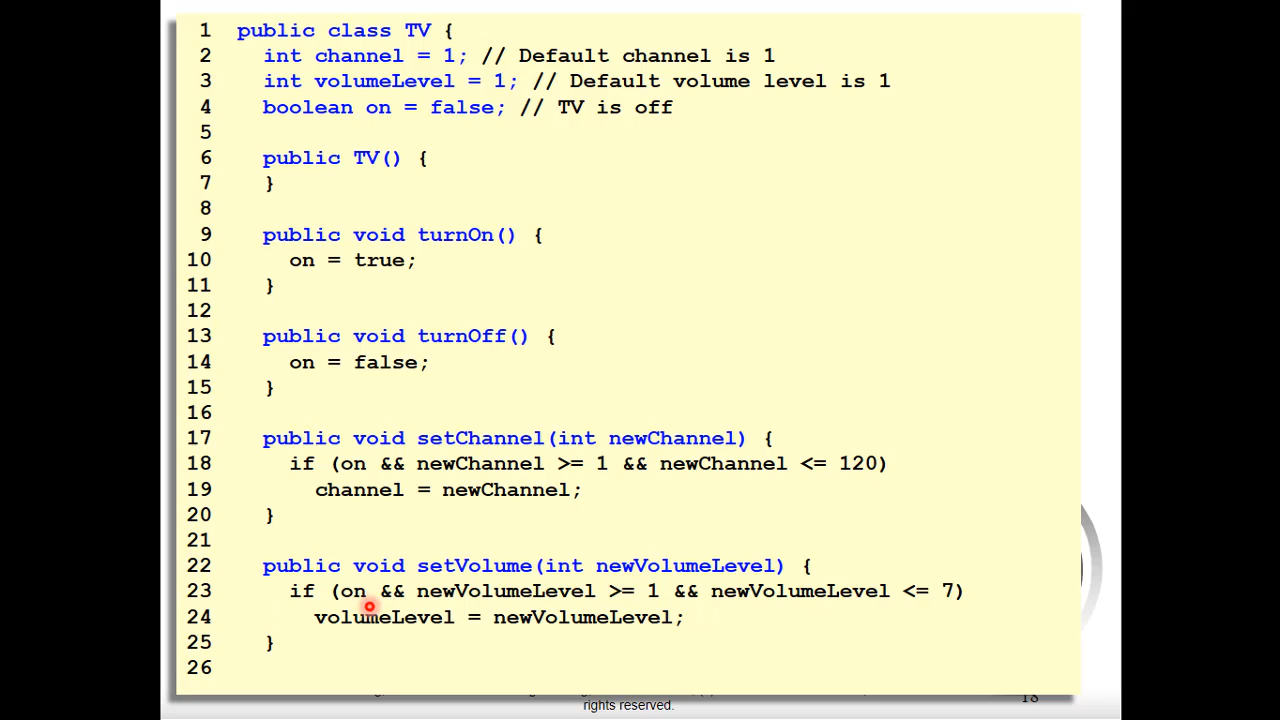 1 public class TV {
2 int channel = 1; // Default channel is 1
3 int volumeLevel = 1; // Default volume level is 1
4 boolean on = false; // TV is off
5
6 public TV() {
7 }
8
9 public void turnOn() {
10 on = true;
11 }
12
13 public void turnOff() {
14 on = false;
15 }
16
17 public void setChannel(int newChannel) {
18 if (on && newChannel >= 1 && newChannel <= 120)
19 channel = newChannel;
20 }
21
22 public void setVolume(int newVolumeLevel) {
23 if (on && newVolumeLevel >= 1 && newVolumeLevel <= 7)
24 volumeLevel = newVolumeLevel;
25 }
26
rights reserved.